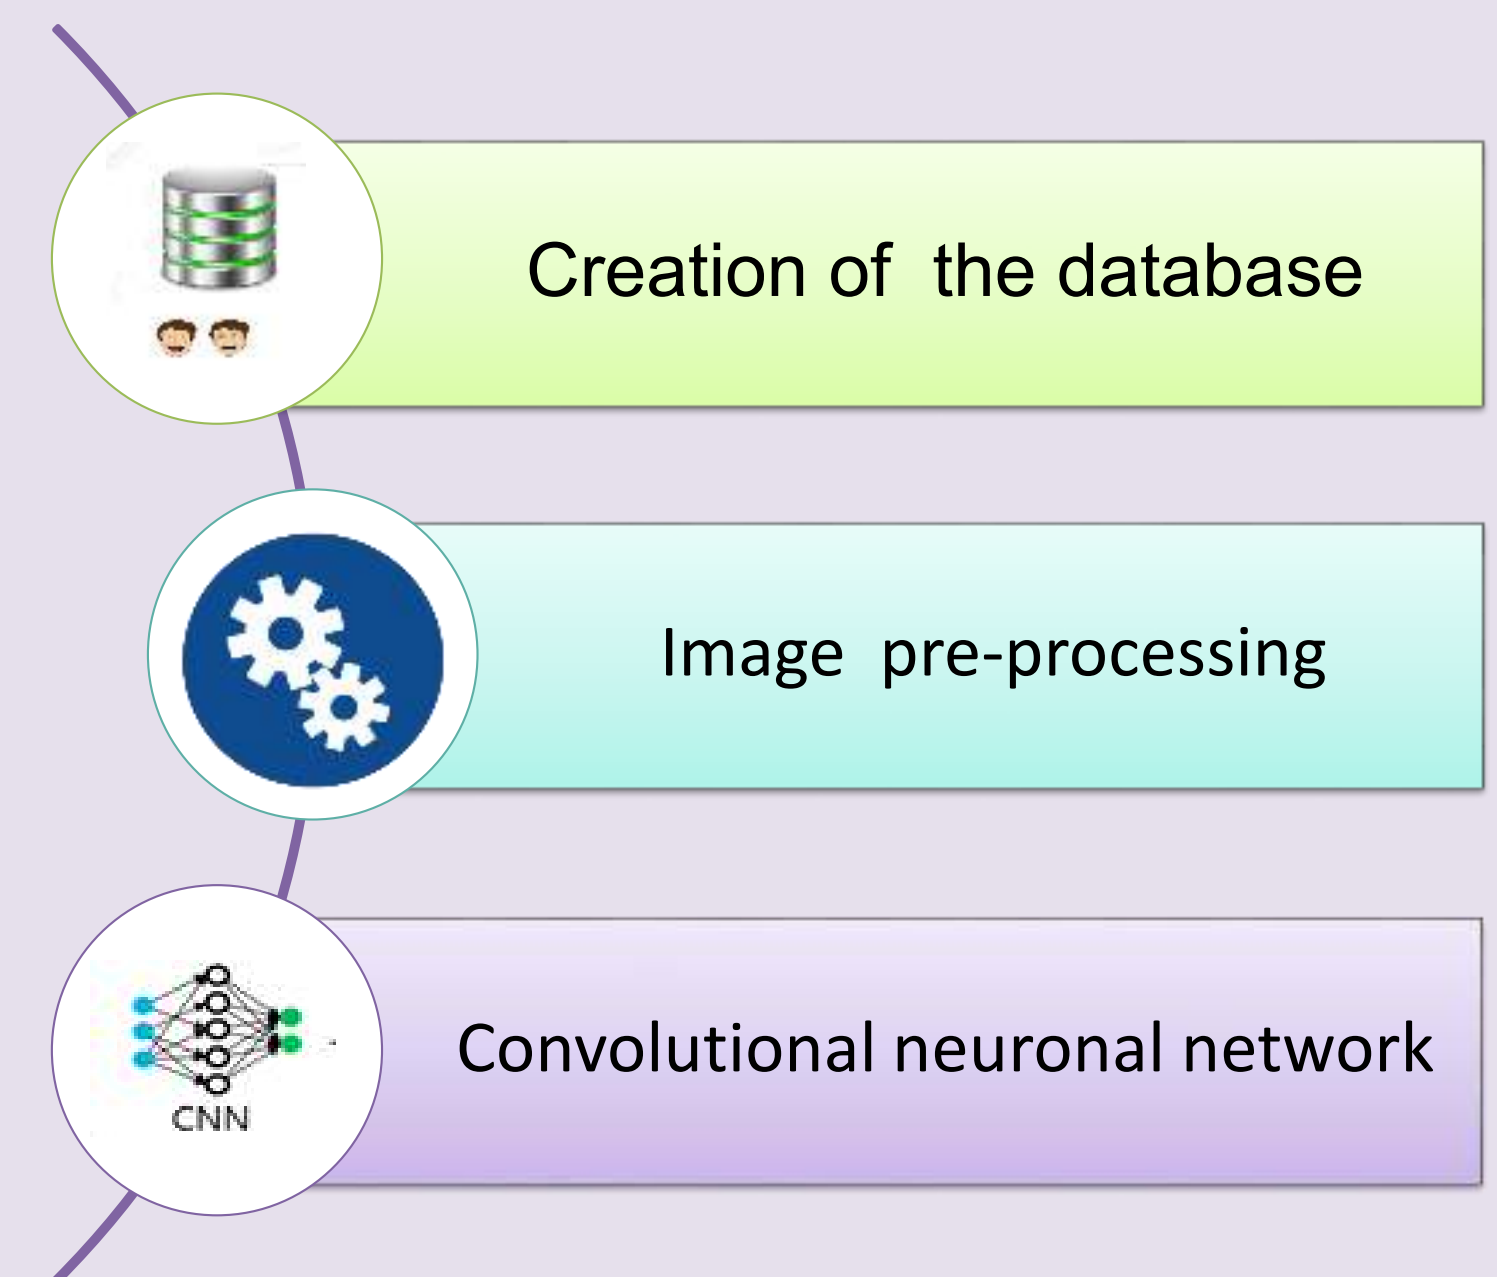 Creation of the database
Image pre-processing
Convolutional neuronal network
CNN